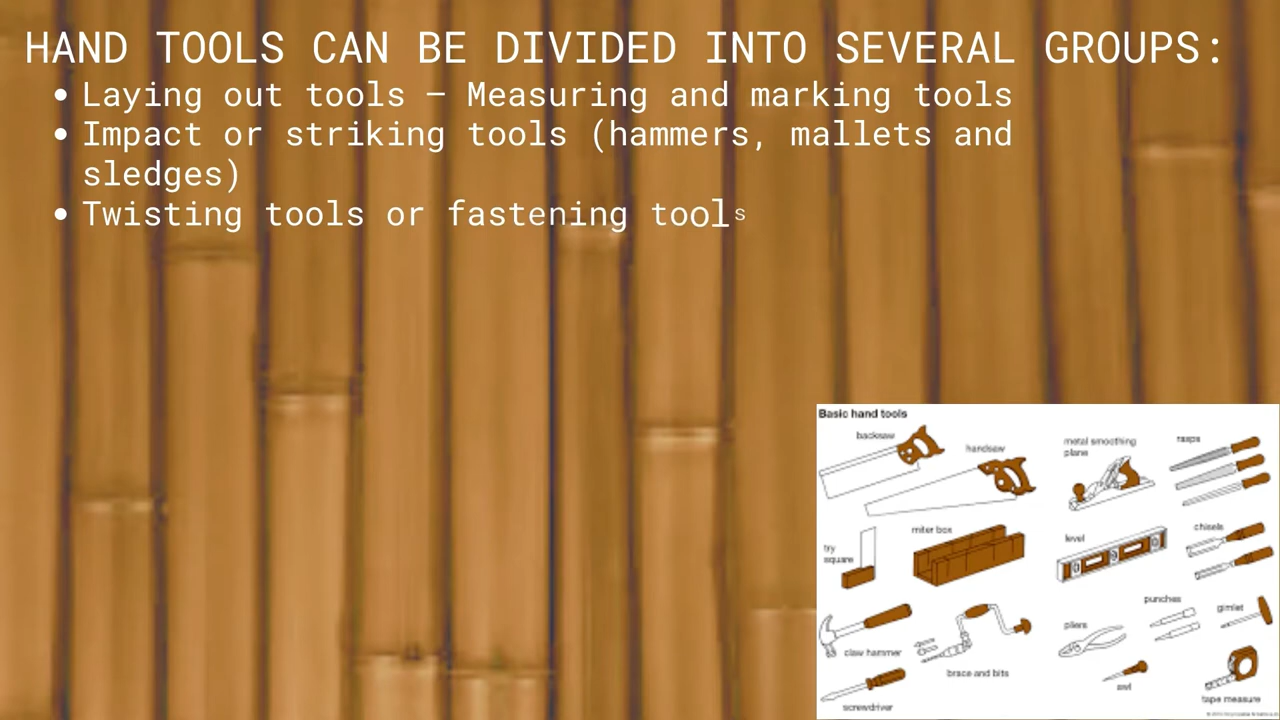 HAND TOOLS CAN BE DIVIDED INTO SEVERAL GROUPS:
• Laying out tools – Measuring and marking tools
• Impact or striking tools (hammers, mallets and
sledges)
• Twisting tools or fastening tools
Basic hand tools
backsaw
handsaw
metal smoothing
plane
rasps
try
square
miter box
level
chisels
claw hammer
brace and bits
pliers
punches
gimlet
screwdriver
awl
tape measure